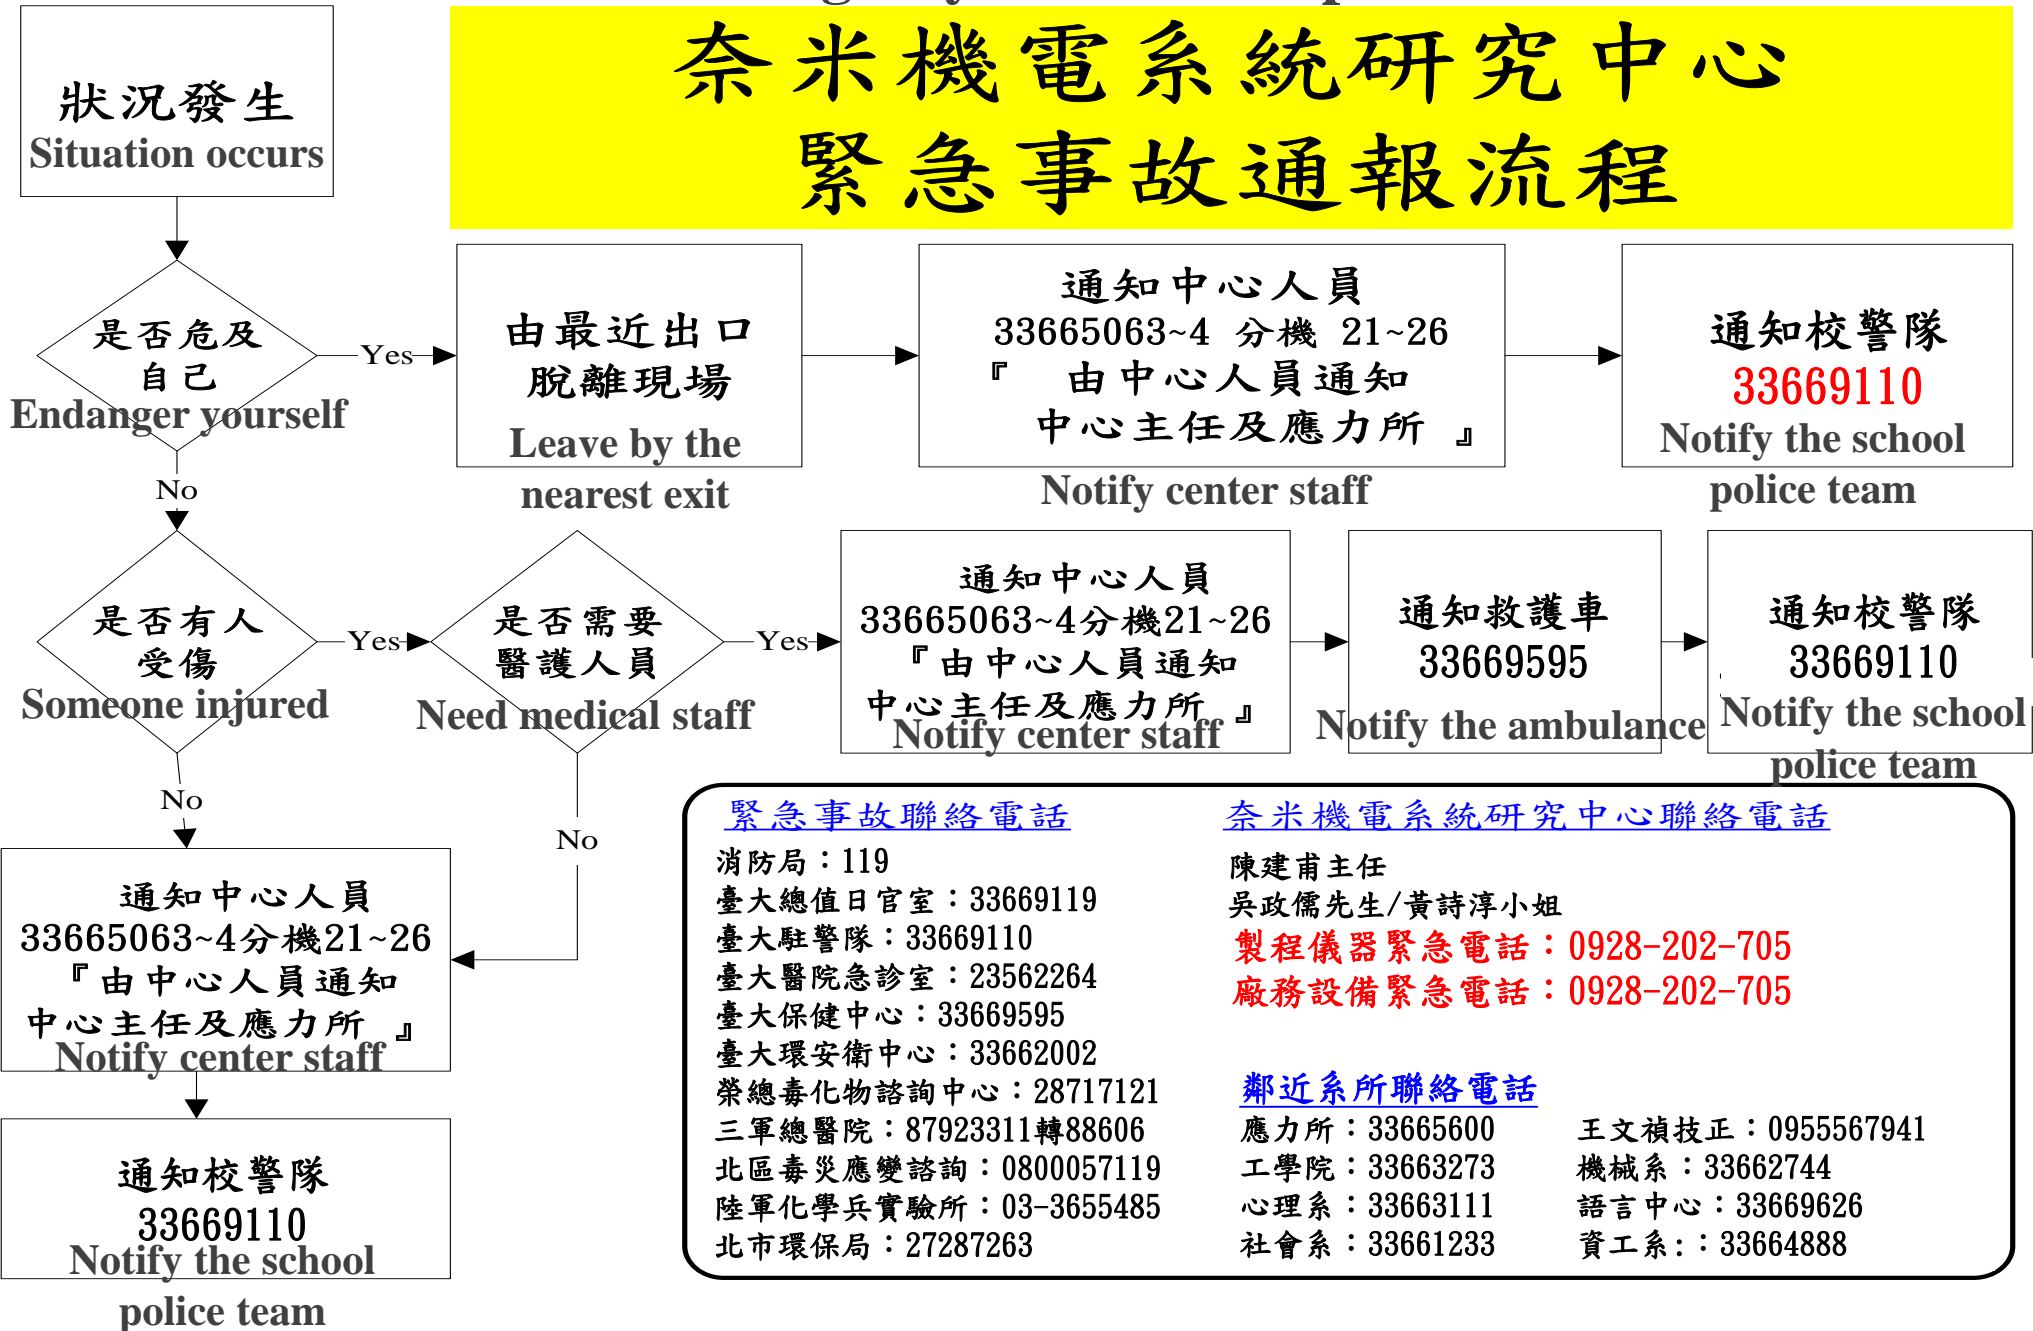 奈米機電系統研究中心
緊急事故通報流程
狀況發生
Situation occurs
是否危及
自己
Endanger yourself
Yes
由最近出口
脫離現場
Leave by the
nearest exit
通知中心人員
33665063~4 分機 21~26
『 由中心人員通知
中心主任及應力所 』
Notify center staff
通知校警隊
33669110
Notify the school
police team
No
是否有人
受傷
Someone injured
Yes
是否需要
醫護人員
Need medical staff
Yes
通知中心人員
33665063~4分機21~26
『由中心人員通知
中心主任及應力所 』
Notify center staff
通知救護車
33669595
Notify the ambulance
通知校警隊
33669110
Notify the school
police team
No
No
通知中心人員
33665063~4分機21~26
『由中心人員通知
中心主任及應力所 』
Notify center staff
通知校警隊
33669110
Notify the school
police team
緊急事故聯絡電話
消防局：119
臺大總值日官室：33669119
臺大駐警隊：33669110
臺大醫院急診室：23562264
臺大保健中心：33669595
臺大環安衛中心：33662002
榮總毒化物諮詢中心：28717121
三軍總醫院：87923311轉88606
北區毒災應變諮詢：0800057119
陸軍化學兵實驗所：03-3655485
北市環保局：27287263
奈米機電系統研究中心聯絡電話
陳建甫主任
吳政儒先生/黃詩淳小姐
製程儀器緊急電話：0928-202-705
廠務設備緊急電話：0928-202-705
鄰近系所聯絡電話
應力所：33665600
工學院：33663273
心理系：33663111
社會系：33661233
王文禎技正：0955567941
機械系：33662744
語言中心：33669626
資工系:：33664888